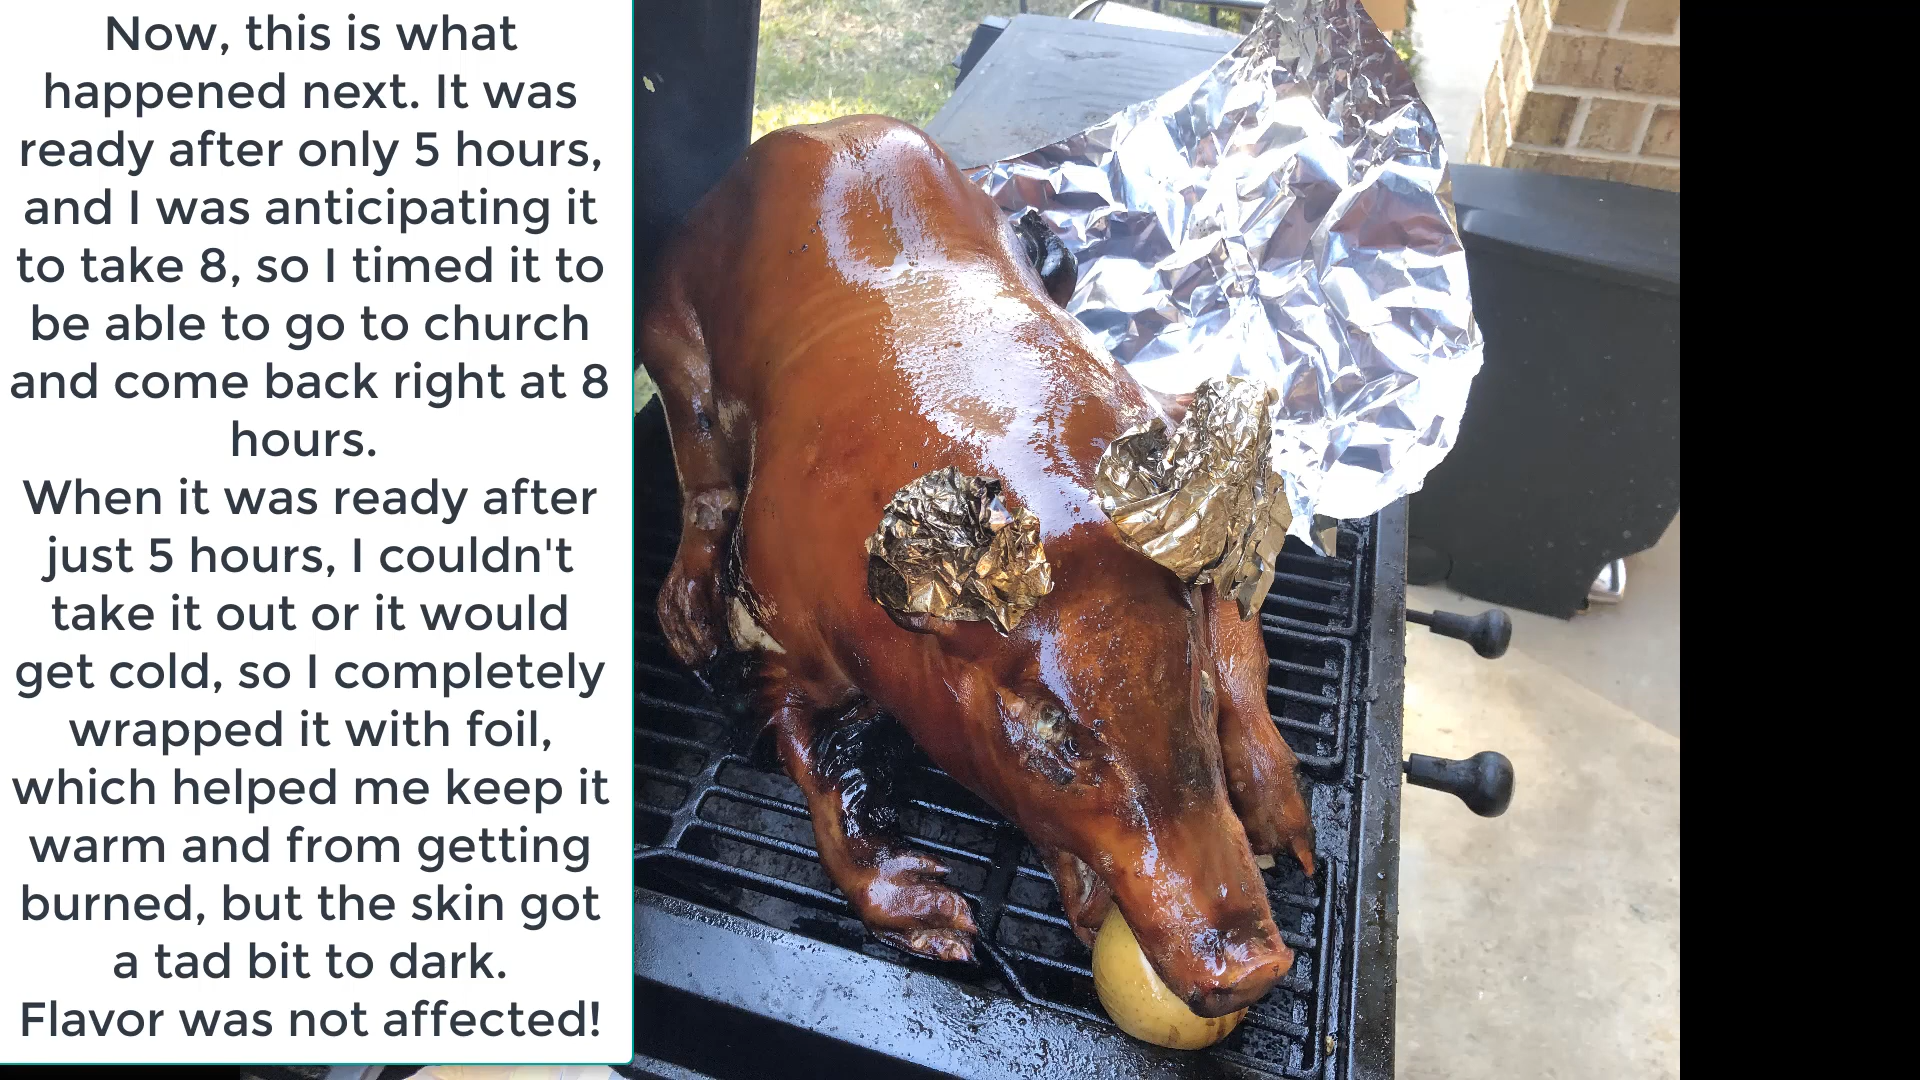 Now, this is what
happened next. It was
ready after only 5 hours,
and I was anticipating it
to take 8, so I timed it to
be able to go to church
and come back right at 8
hours.
When it was ready after
just 5 hours, I couldn't
take it out or it would
get cold, so I completely
wrapped it with foil,
which helped me keep it
warm and from getting
burned, but the skin got
a tad bit to dark.
Flavor was not affected!